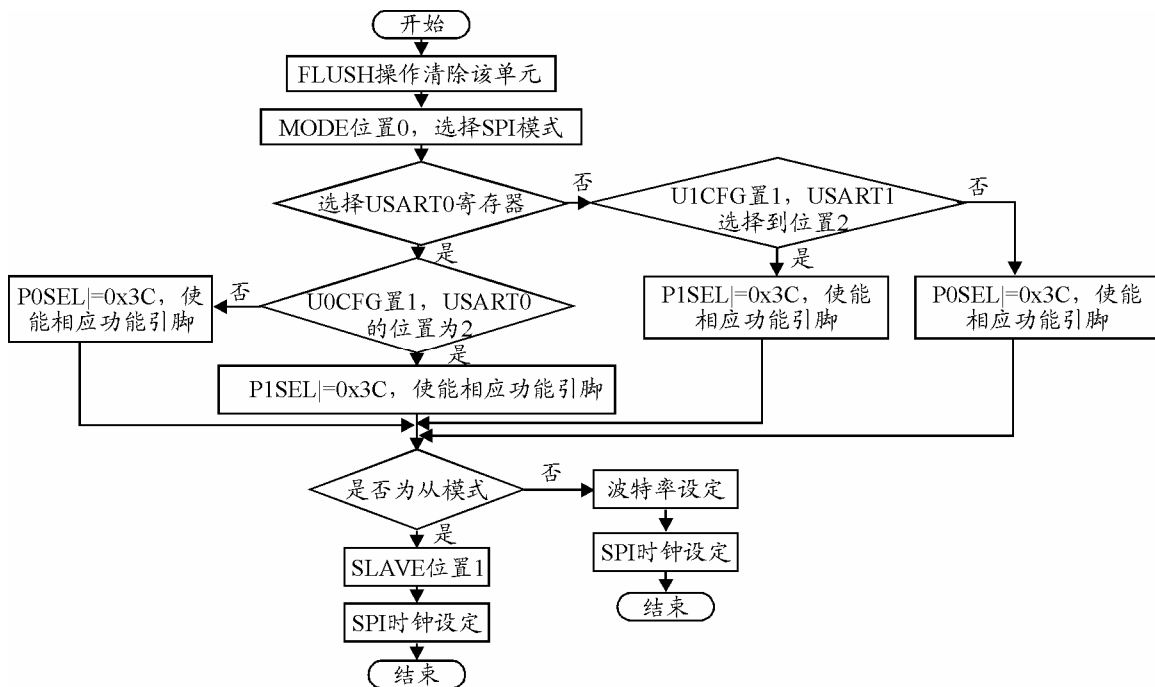 开始
FLUSH操作清除该单元
MODE位置0，选择SPI模式
选择USART0寄存器
否
U1CFG置1，USART1
选择到位置2
否
是
是
P0SEL|=0x3C，使
能相应功能引脚
否
U0CFG置1，USART0
的位置为2
P1SEL|=0x3C，使能
相应功能引脚
P0SEL|=0x3C，使能
相应功能引脚
是
P1SEL|=0x3C，使能相应功能引脚
是否为从模式
否
波特率设定
是
SPI时钟设定
SLAVE位置1
结束
SPI时钟设定
结束